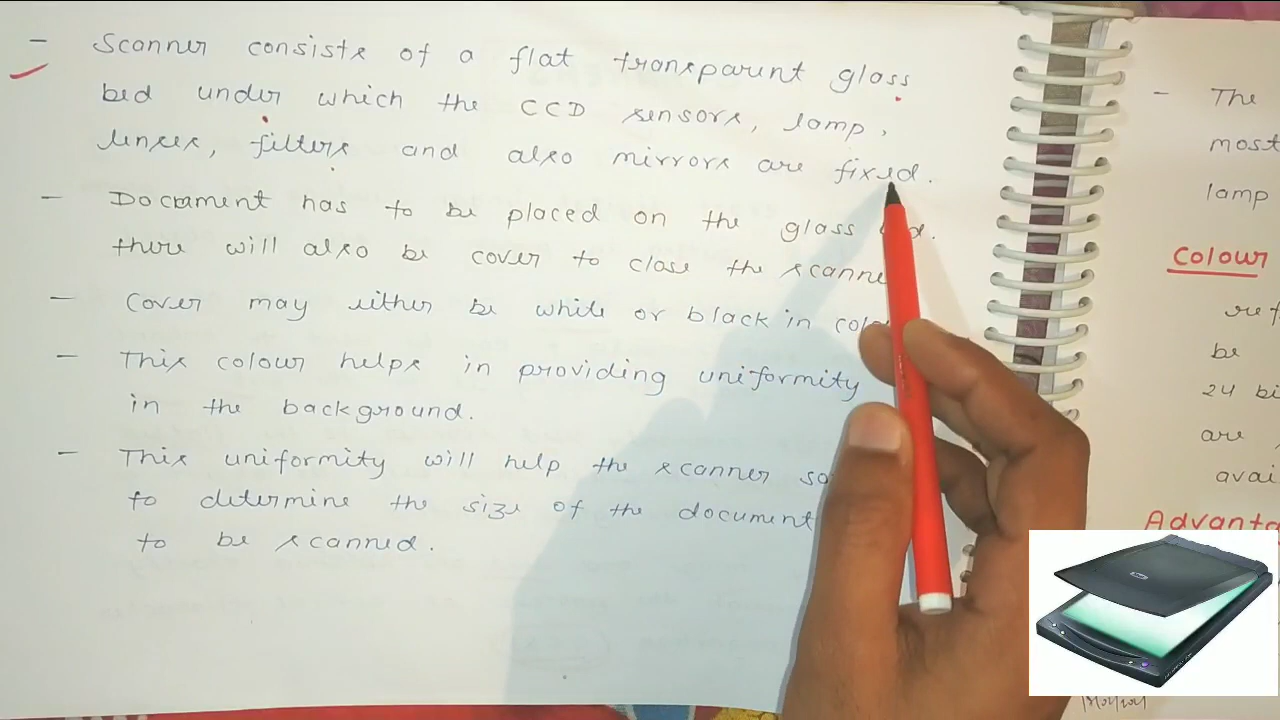 - Scanner consists of a flat transparunt glass
bed under which the CCD sensors, lamp,
lenses, filters and also mirrors are fixed.
- Document has to be placed on the glass
there will also be cover to close the scanne
- Cover may either be white or black in colo
- This colour helps in providing uniformity
in the background.
- This uniformity will help the scanner so
to determine the size of the document
to be scanned.
- The
most
lamp
Colour
ref
be
24 bi
are
avai
Advanta